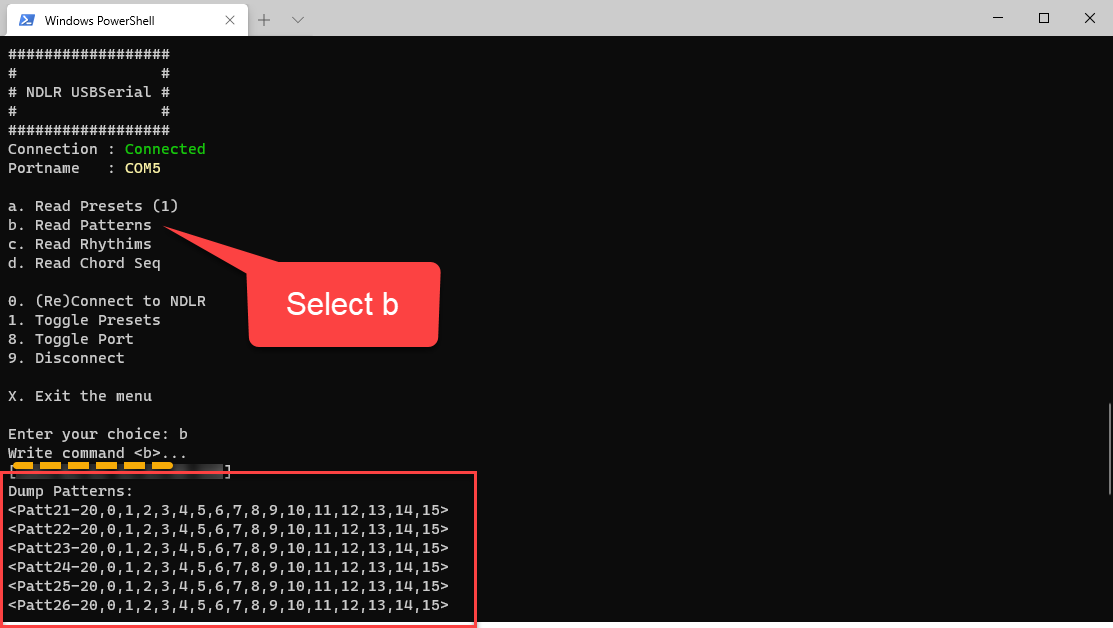 Windows PowerShell
##################
#                #
# NDLR USBSerial #
#                #
##################
Connection : Connected
Portname   : COM5
a. Read Presets (1)
b. Read Patterns
c. Read Rhythims
d. Read Chord Seq
Select b
0. (Re)Connect to NDLR
1. Toggle Presets
8. Toggle Port
9. Disconnect
X. Exit the menu
Enter your choice: b
Write command <b>...
[ ]
Dump Patterns:
<Patt21-20,0,1,2,3,4,5,6,7,8,9,10,11,12,13,14,15>
<Patt22-20,0,1,2,3,4,5,6,7,8,9,10,11,12,13,14,15>
<Patt23-20,0,1,2,3,4,5,6,7,8,9,10,11,12,13,14,15>
<Patt24-20,0,1,2,3,4,5,6,7,8,9,10,11,12,13,14,15>
<Patt25-20,0,1,2,3,4,5,6,7,8,9,10,11,12,13,14,15>
<Patt26-20,0,1,2,3,4,5,6,7,8,9,10,11,12,13,14,15>